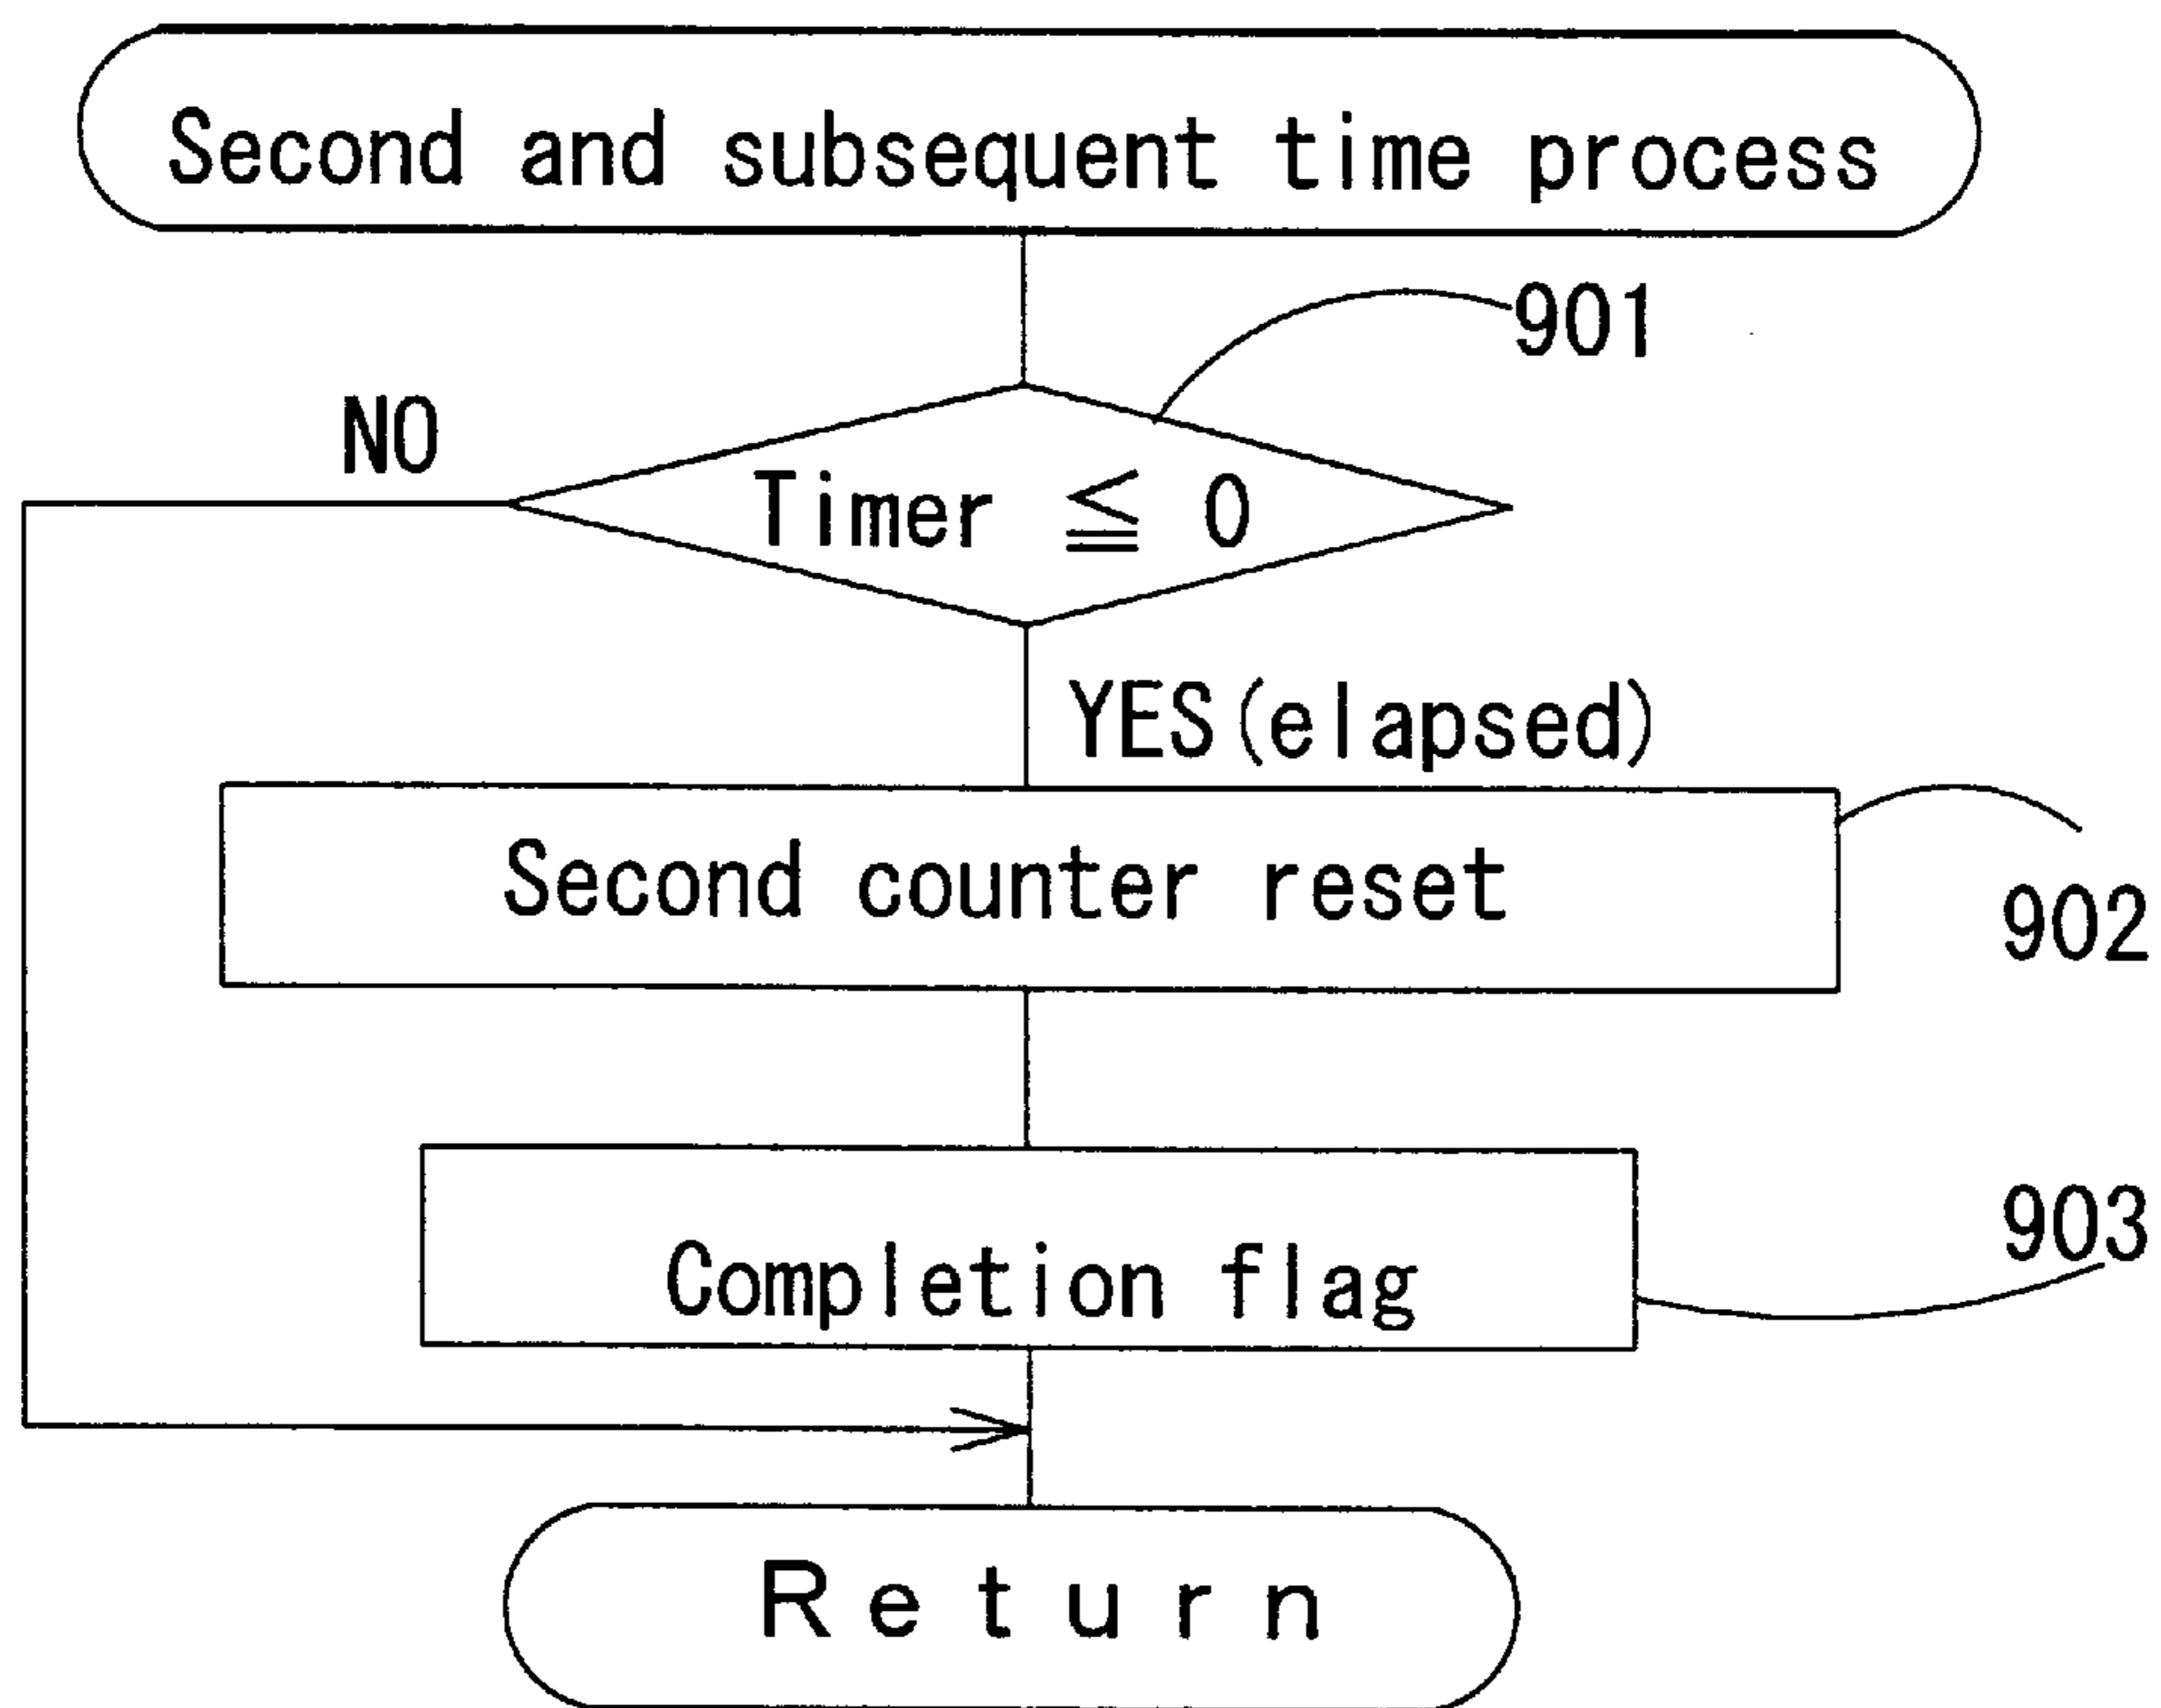 Second and subsequent time process
901
NO
Timer ≦ 0
YES(elapsed)
Second counter reset
902
903
Completion flag
Return